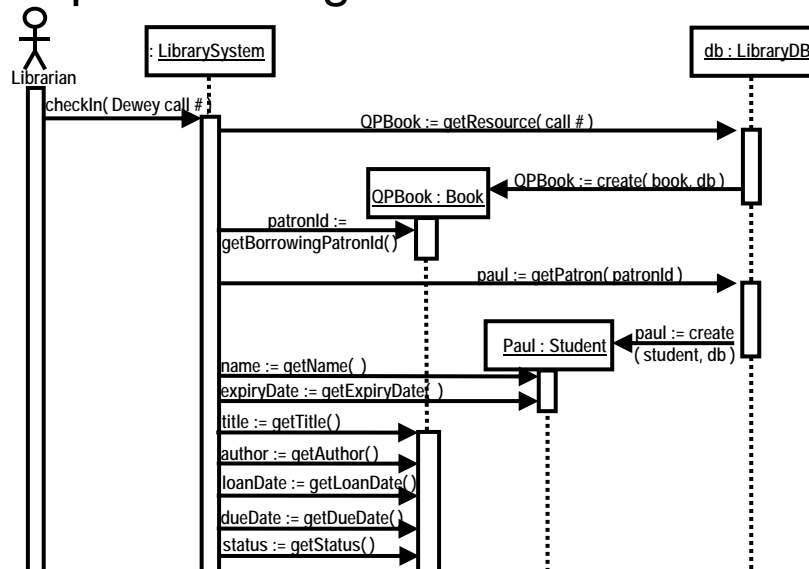 : LibrarySystem
db : LibraryDB
Librarian
checkIn( Dewey call # )
QPBook := getResource( call # )
QPBook := create( book, db )
QPBook : Book
patronId :=
getBorrowingPatronId()
paul := getPatron( patronId )
paul := create
( student, db )
Paul : Student
name := getName( )
expiryDate := getExpiryDate( )
title := getTitle()
author := getAuthor()
loanDate := getLoanDate()
dueDate := getDueDate()
status := getStatus()